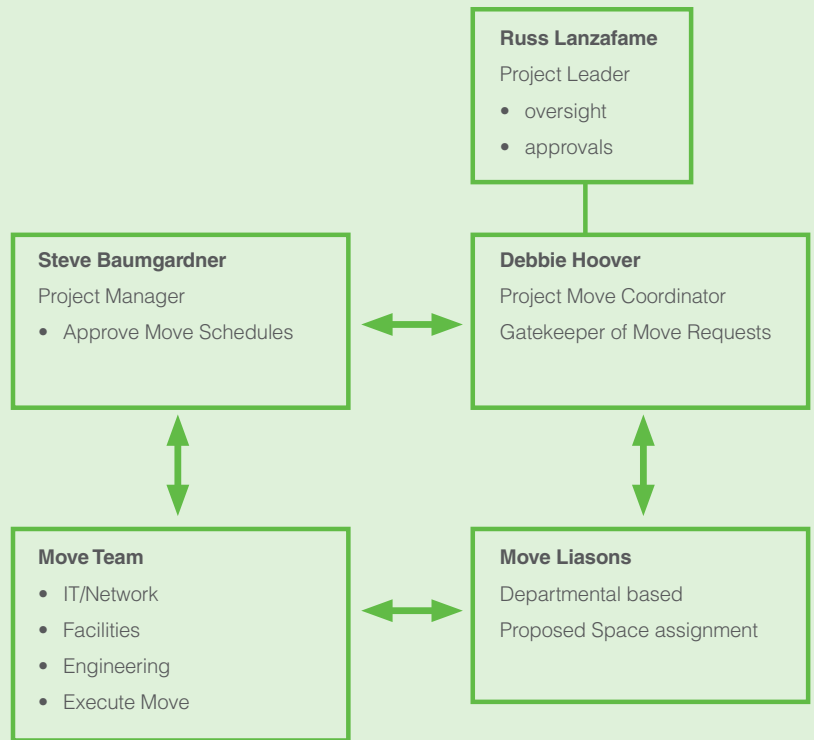 Russ Lanzafame
Project Leader
• oversight
• approvals
Steve Baumgardner
Project Manager
• Approve Move Schedules
Debbie Hoover
Project Move Coordinator
Gatekeeper of Move Requests
Move Team
• IT/Network
• Facilities
• Engineering
• Execute Move
Move Liasons
Departmental based
Proposed Space assignment